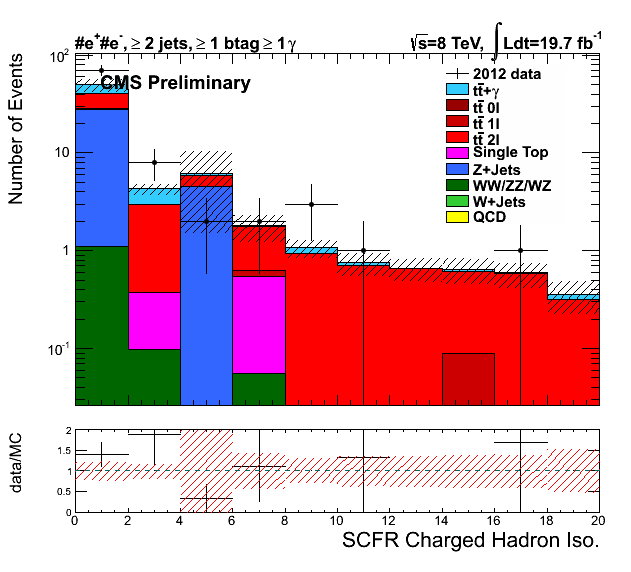 #e⁺#e⁻, ≥ 2 jets, ≥ 1 btag ≥ 1 γ
√s=8 TeV, ∫Ldt=19.7 fb⁻¹
CMS Preliminary
Number of Events
10²
10
1
10⁻¹
2012 data
tt̄+γ
tt̄ 0l
tt̄ 1l
tt̄ 2l
Single Top
Z+Jets
WW/ZZ/WZ
W+Jets
QCD
data/MC
2
1.5
1
0.5
0
0 2 4 6 8 10 12 14 16 18 20
SCFR Charged Hadron Iso.